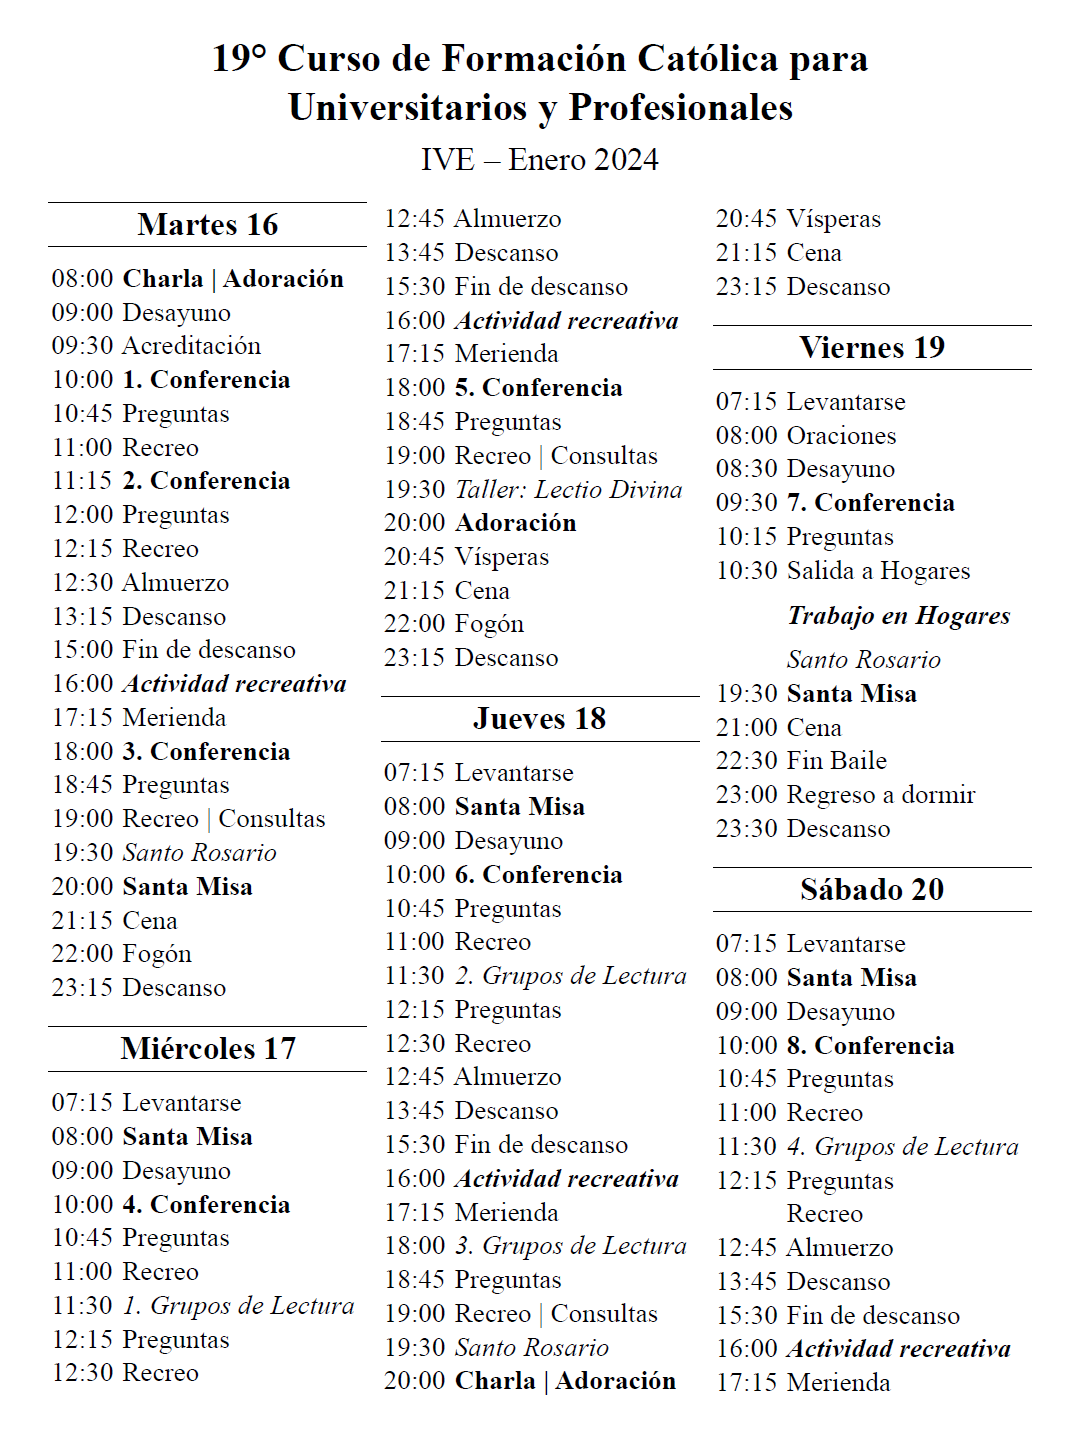 19° Curso de Formación Católica para
Universitarios y Profesionales
IVE – Enero 2024
Martes 16
08:00 Charla | Adoración
09:00 Desayuno
09:30 Acreditación
10:00 1. Conferencia
10:45 Preguntas
11:00 Recreo
11:15 2. Conferencia
12:00 Preguntas
12:15 Recreo
12:30 Almuerzo
13:15 Descanso
15:00 Fin de descanso
16:00 Actividad recreativa
17:15 Merienda
18:00 3. Conferencia
18:45 Preguntas
19:00 Recreo | Consultas
19:30 Santo Rosario
20:00 Santa Misa
21:15 Cena
22:00 Fogón
23:15 Descanso
Miércoles 17
07:15 Levantarse
08:00 Santa Misa
09:00 Desayuno
10:00 4. Conferencia
10:45 Preguntas
11:00 Recreo
11:30 1. Grupos de Lectura
12:15 Preguntas
12:30 Recreo
12:45 Almuerzo
13:45 Descanso
15:30 Fin de descanso
16:00 Actividad recreativa
17:15 Merienda
18:00 5. Conferencia
18:45 Preguntas
19:00 Recreo | Consultas
19:30 Taller: Lectio Divina
20:00 Adoración
20:45 Vísperas
21:15 Cena
22:00 Fogón
23:15 Descanso
Jueves 18
07:15 Levantarse
08:00 Santa Misa
09:00 Desayuno
10:00 6. Conferencia
10:45 Preguntas
11:00 Recreo
11:30 2. Grupos de Lectura
12:15 Preguntas
12:30 Recreo
12:45 Almuerzo
13:45 Descanso
15:30 Fin de descanso
16:00 Actividad recreativa
17:15 Merienda
18:00 3. Grupos de Lectura
18:45 Preguntas
19:00 Recreo | Consultas
19:30 Santo Rosario
20:00 Charla | Adoración
20:45 Vísperas
21:15 Cena
23:15 Descanso
Viernes 19
07:15 Levantarse
08:00 Oraciones
08:30 Desayuno
09:30 7. Conferencia
10:15 Preguntas
10:30 Salida a Hogares
Trabajo en Hogares
Santo Rosario
19:30 Santa Misa
21:00 Cena
22:30 Fin Baile
23:00 Regreso a dormir
23:30 Descanso
Sábado 20
07:15 Levantarse
08:00 Santa Misa
09:00 Desayuno
10:00 8. Conferencia
10:45 Preguntas
11:00 Recreo
11:30 4. Grupos de Lectura
12:15 Preguntas
Recreo
12:45 Almuerzo
13:45 Descanso
15:30 Fin de descanso
16:00 Actividad recreativa
17:15 Merienda